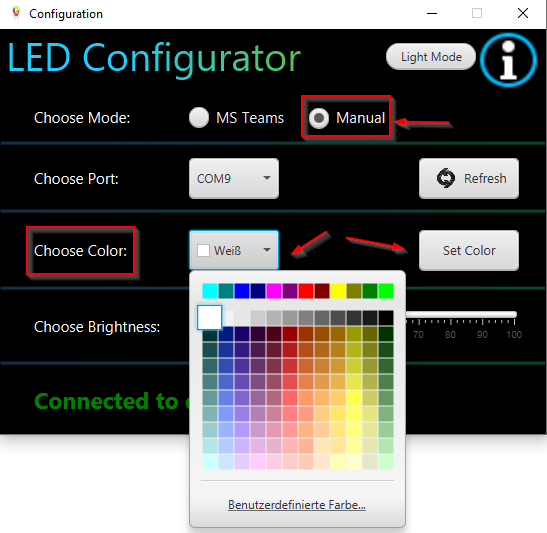 Configuration
LED Configurator
Light Mode
Choose Mode:
MS Teams
Manual
Choose Port:
COM9
Refresh
Choose Color:
Weiß
Set Color
Choose Brightness:
70 80 90 100
Connected to
Benutzerdefinierte Farbe...